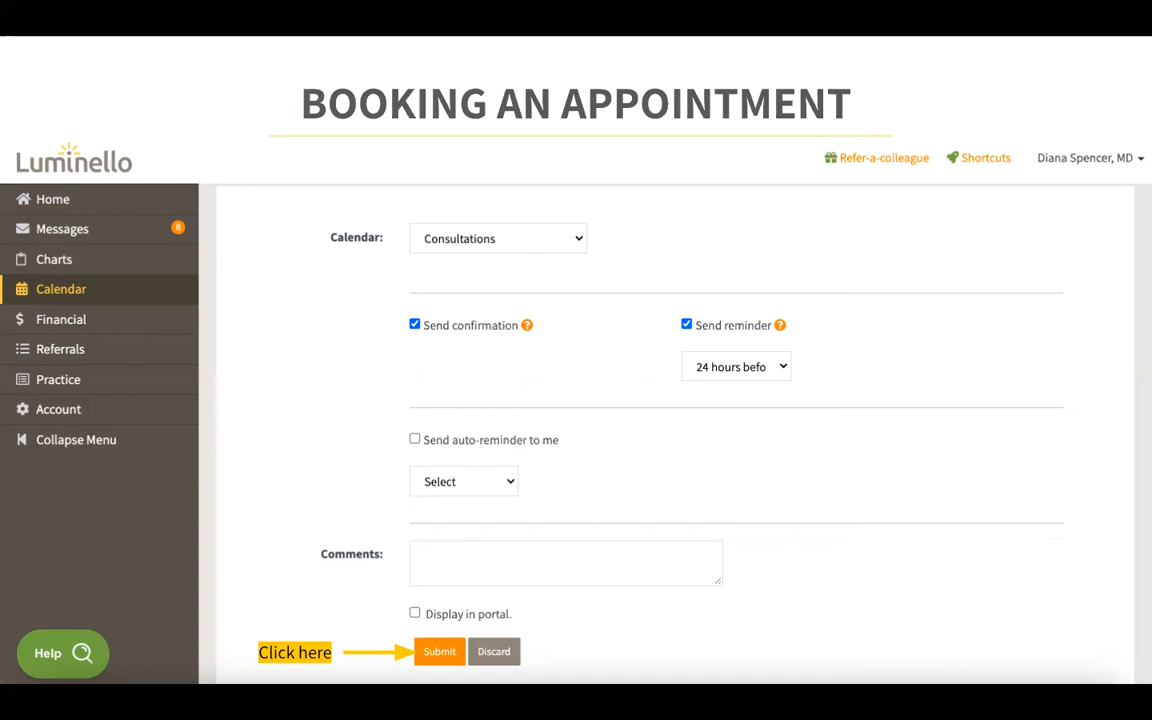 BOOKING AN APPOINTMENT
Luminello
Refer-a-colleague
Shortcuts
Diana Spencer, MD
Home
Messages
8
Charts
Calendar
Financial
Referrals
Practice
Account
Collapse Menu
Help
Calendar:
Consultations
Send confirmation ?
Send reminder ?
24 hours befo
Send auto-reminder to me
Select
Comments:
Display in portal.
Click here
Submit
Discard